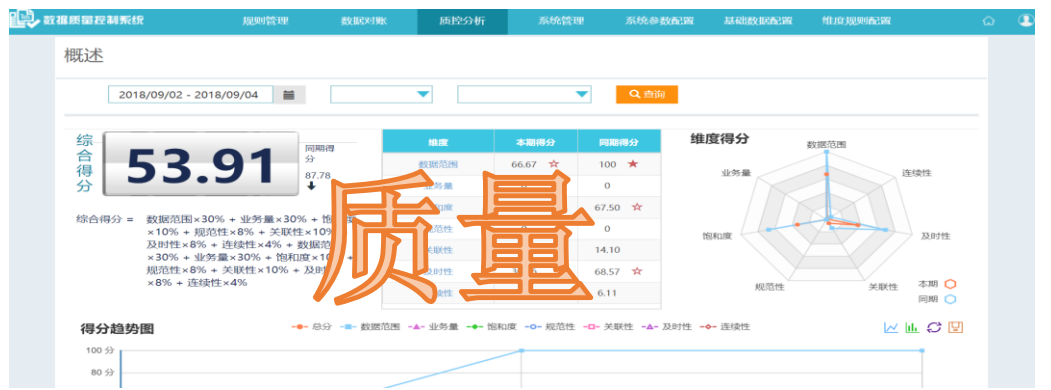 数据质量控制系统 规则管理 数据对账 质控分析 系统管理 系统参数配置 基础数据配置 维度规则配置
概述
2018/09/02 - 2018/09/04 查询
综合得分
53.91
同期得分
87.78
综合得分 = 数据范围×30% + 业务量×30% + 饱
×10% + 规范性×8% + 关联性×10%
及时性×8% + 连续性×4% + 数据范
×30% + 业务量×30% + 饱和度×1
规范性×8% + 关联性×10% + 及时
×8% + 连续性×4%
维度 本期得分 同期得分
数据范围 66.67 100
业务量 0
67.50
0
关联性 14.10
及时性 68.57
6.11
质量
维度得分
数据范围
连续性
及时性
关联性
规范性
饱和度
业务量
本期
同期
得分趋势图
总分 数据范围 业务量 饱和度 规范性 关联性 及时性 连续性
100 分
80 分